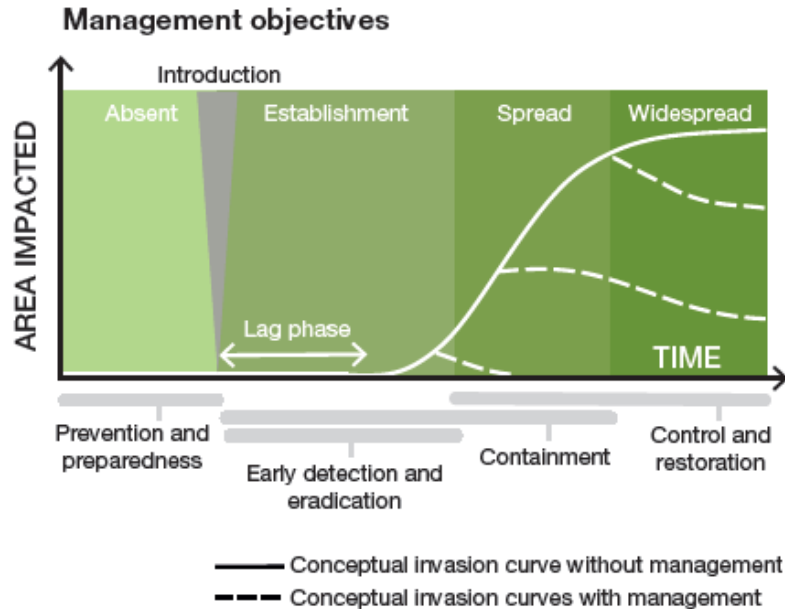 Management objectives
Introduction
Absent
Establishment
Spread
Widespread
AREA IMPACTED
Lag phase
TIME
Prevention and
preparedness
Early detection and
eradication
Containment
Control and
restoration
Conceptual invasion curve without management
Conceptual invasion curves with management